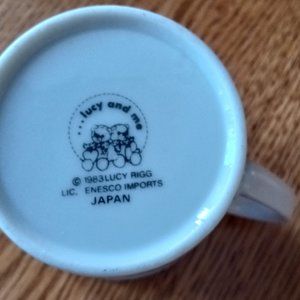 ...lucy and me
© 1983 LUCY RIGG
LIC. ENESCO IMPORTS
JAPAN